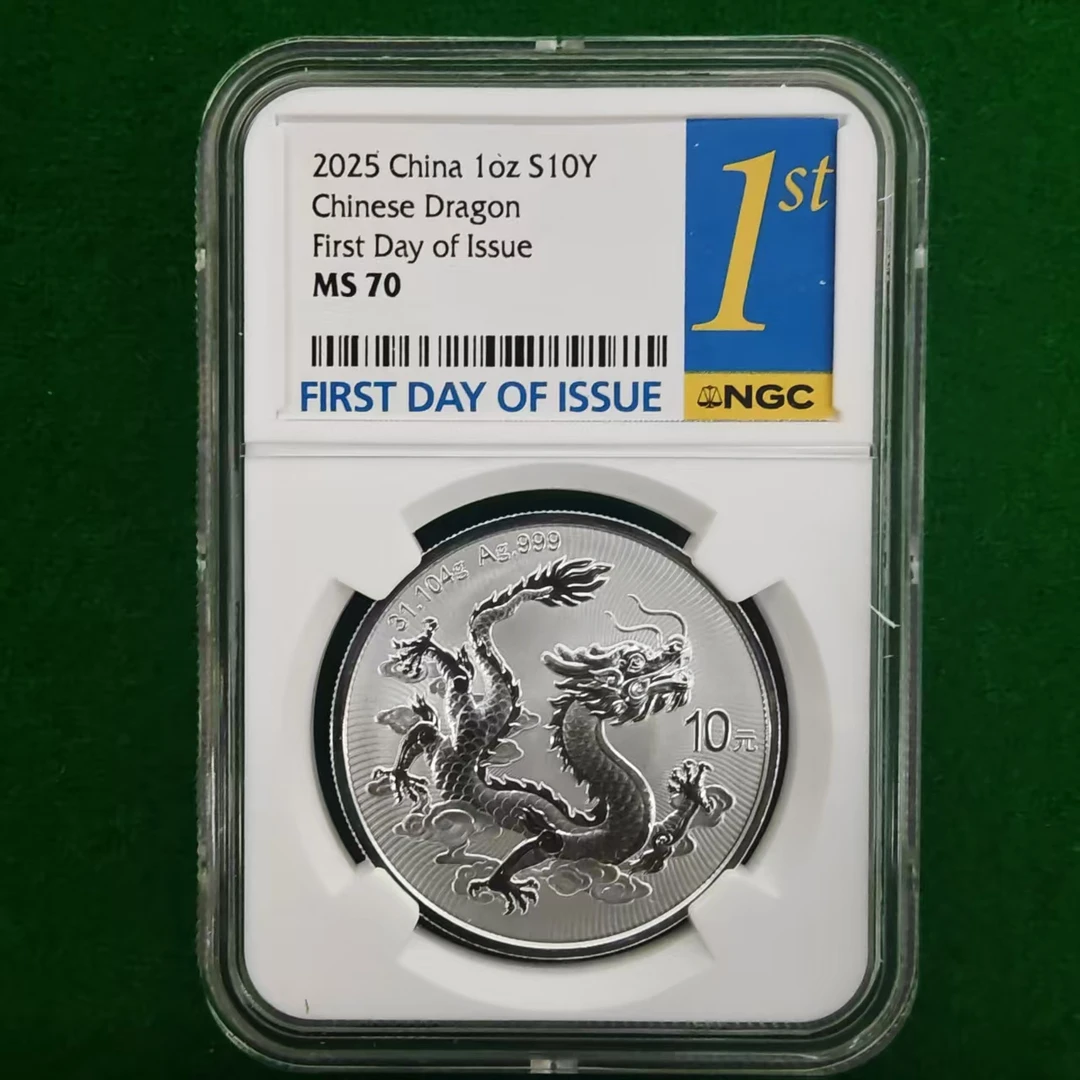 2025 China 1oz S10Y
Chinese Dragon
First Day of Issue
MS 70
1st
FIRST DAY OF ISSUE
NGC
31.104g Ag.999
10元